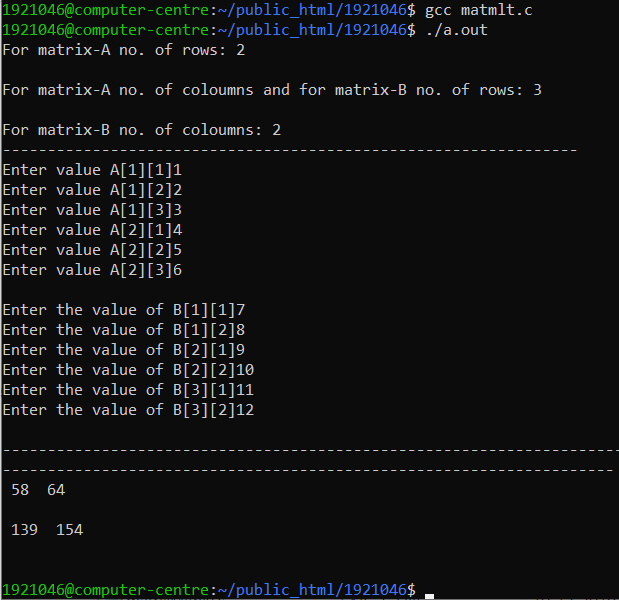 1921046@computer-centre:~/public_html/1921046$ gcc matmlt.c
1921046@computer-centre:~/public_html/1921046$ ./a.out
For matrix-A no. of rows: 2
For matrix-A no. of coloumns and for matrix-B no. of rows: 3
For matrix-B no. of coloumns: 2
----------------------------------------------------------------
Enter value A[1][1]1
Enter value A[1][2]2
Enter value A[1][3]3
Enter value A[2][1]4
Enter value A[2][2]5
Enter value A[2][3]6
Enter the value of B[1][1]7
Enter the value of B[1][2]8
Enter the value of B[2][1]9
Enter the value of B[2][2]10
Enter the value of B[3][1]11
Enter the value of B[3][2]12
---------------------------------------------------------------------
--------------------------------------------------------------------
58  64
139  154
1921046@computer-centre:~/public_html/1921046$